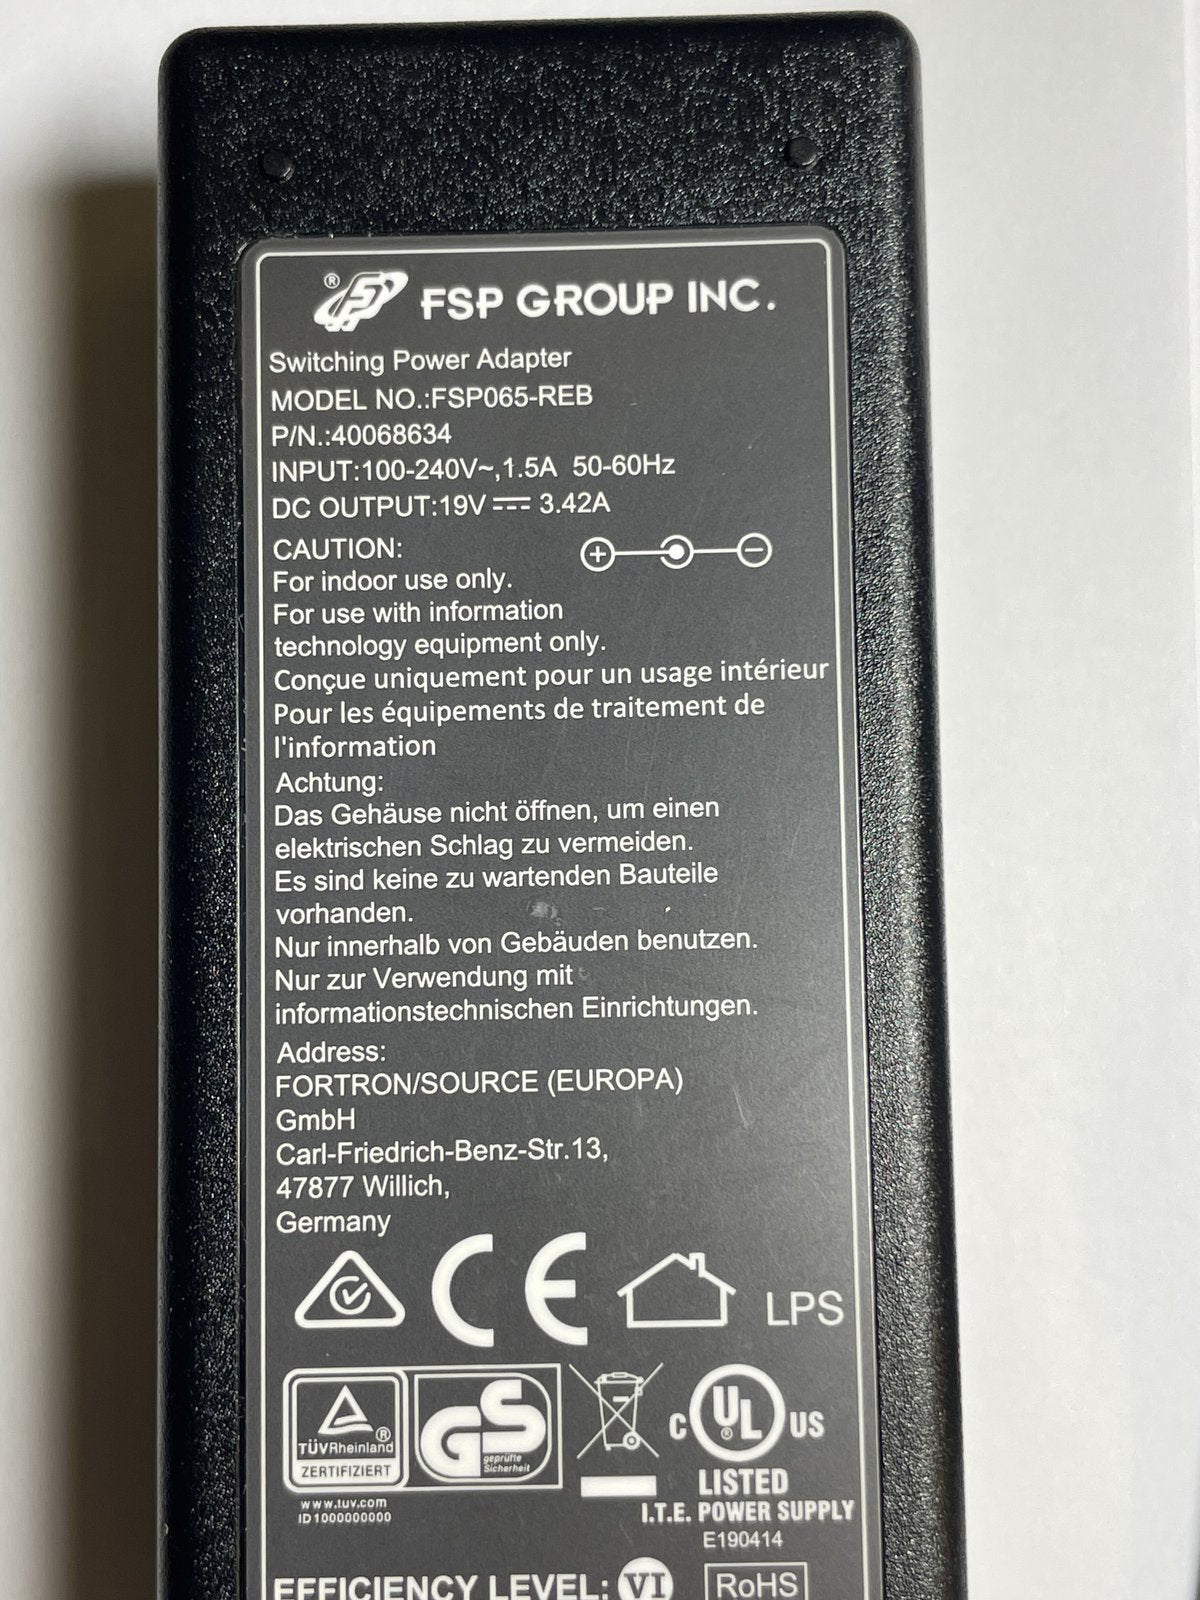 ® FSP GROUP INC.
Switching Power Adapter
MODEL NO.:FSP065-REB
P/N.:40068634
INPUT:100-240V~,1.5A 50-60Hz
DC OUTPUT:19V⎓3.42A
CAUTION:
For indoor use only.
For use with information
technology equipment only.
Conçue uniquement pour un usage intérieur
Pour les équipements de traitement de
l'information
Achtung:
Das Gehäuse nicht öffnen, um einen
elektrischen Schlag zu vermeiden.
Es sind keine zu wartenden Bauteile
vorhanden.
Nur innerhalb von Gebäuden benutzen.
Nur zur Verwendung mit
informationstechnischen Einrichtungen.
Address:
FORTRON/SOURCE (EUROPA)
GmbH
Carl-Friedrich-Benz-Str.13,
47877 Willich,
Germany
CE LPS
TÜVRheinland ®
ZERTIFIZIERT
GS
geprüfte
Sicherheit
www.tuv.com
ID 1000000000
C UL ® US
LISTED
I.T.E. POWER SUPPLY
E190414
EFFICIENCY LEVEL: VI RoHS